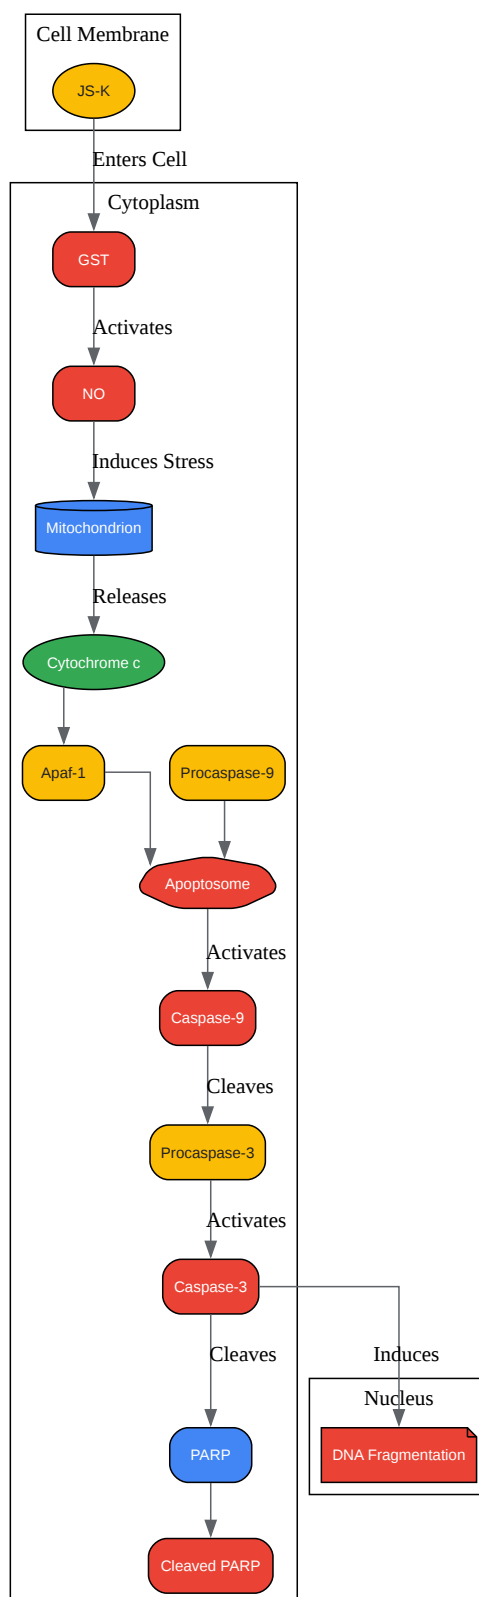 Cell Membrane
JS-K
Enters Cell
Cytoplasm
GST
Activates
NO
Induces Stress
Mitochondrion
Releases
Cytochrome c
Apaf-1
Procaspase-9
Apoptosome
Activates
Caspase-9
Cleaves
Procaspase-3
Activates
Caspase-3
Cleaves
Induces
Nucleus
PARP
DNA Fragmentation
Cleaved PARP